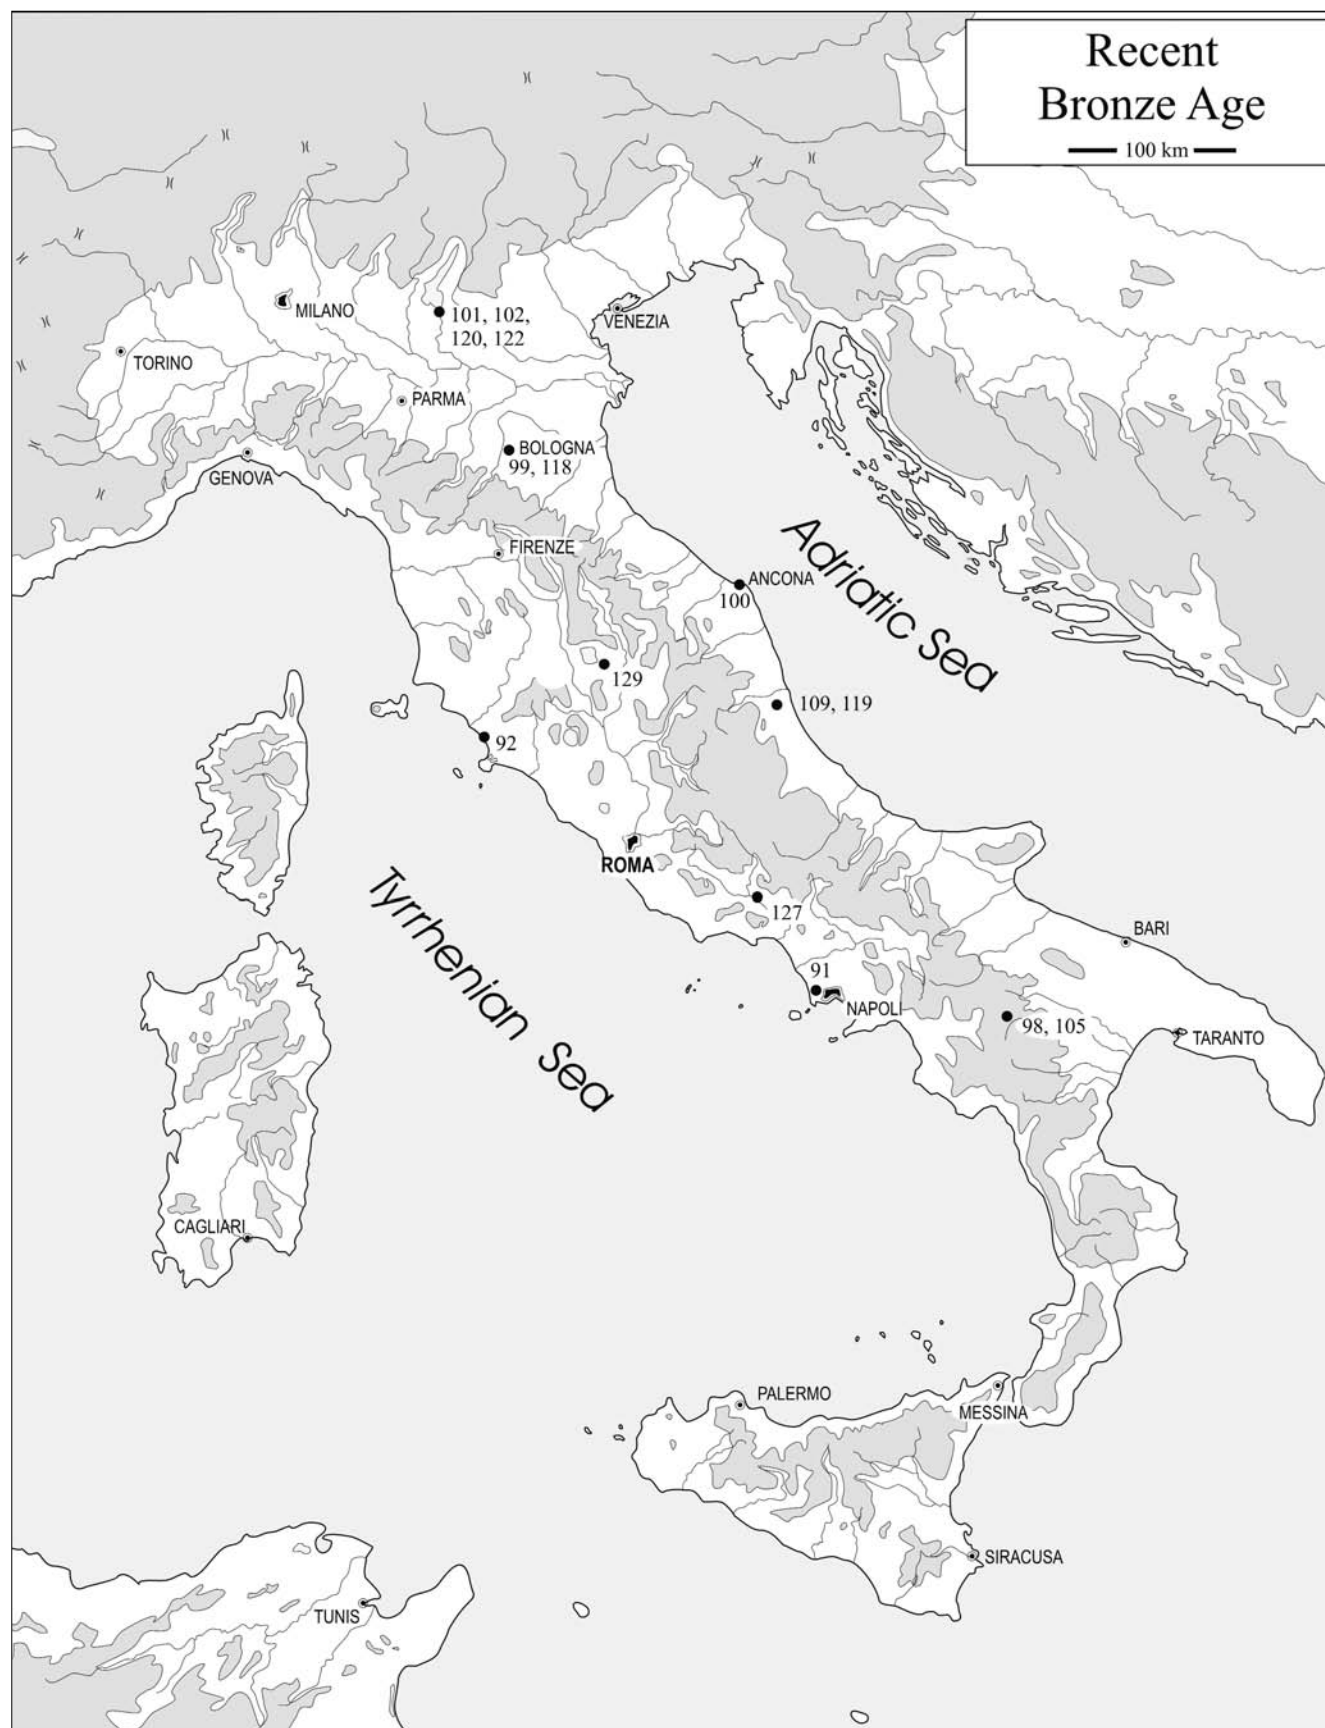 Recent
Bronze Age
100 km
MILANO
101, 102,
120, 122
VENEZIA
TORINO
PARMA
BOLOGNA
99, 118
GENOVA
FIRENZE
ANCONA
100
Adriatic Sea
129
109, 119
92
ROMA
Tyrrhenian Sea
127
BARI
91
NAPOLI
98, 105
TARANTO
CAGLIARI
PALERMO
MESSINA
SIRACUSA
TUNIS